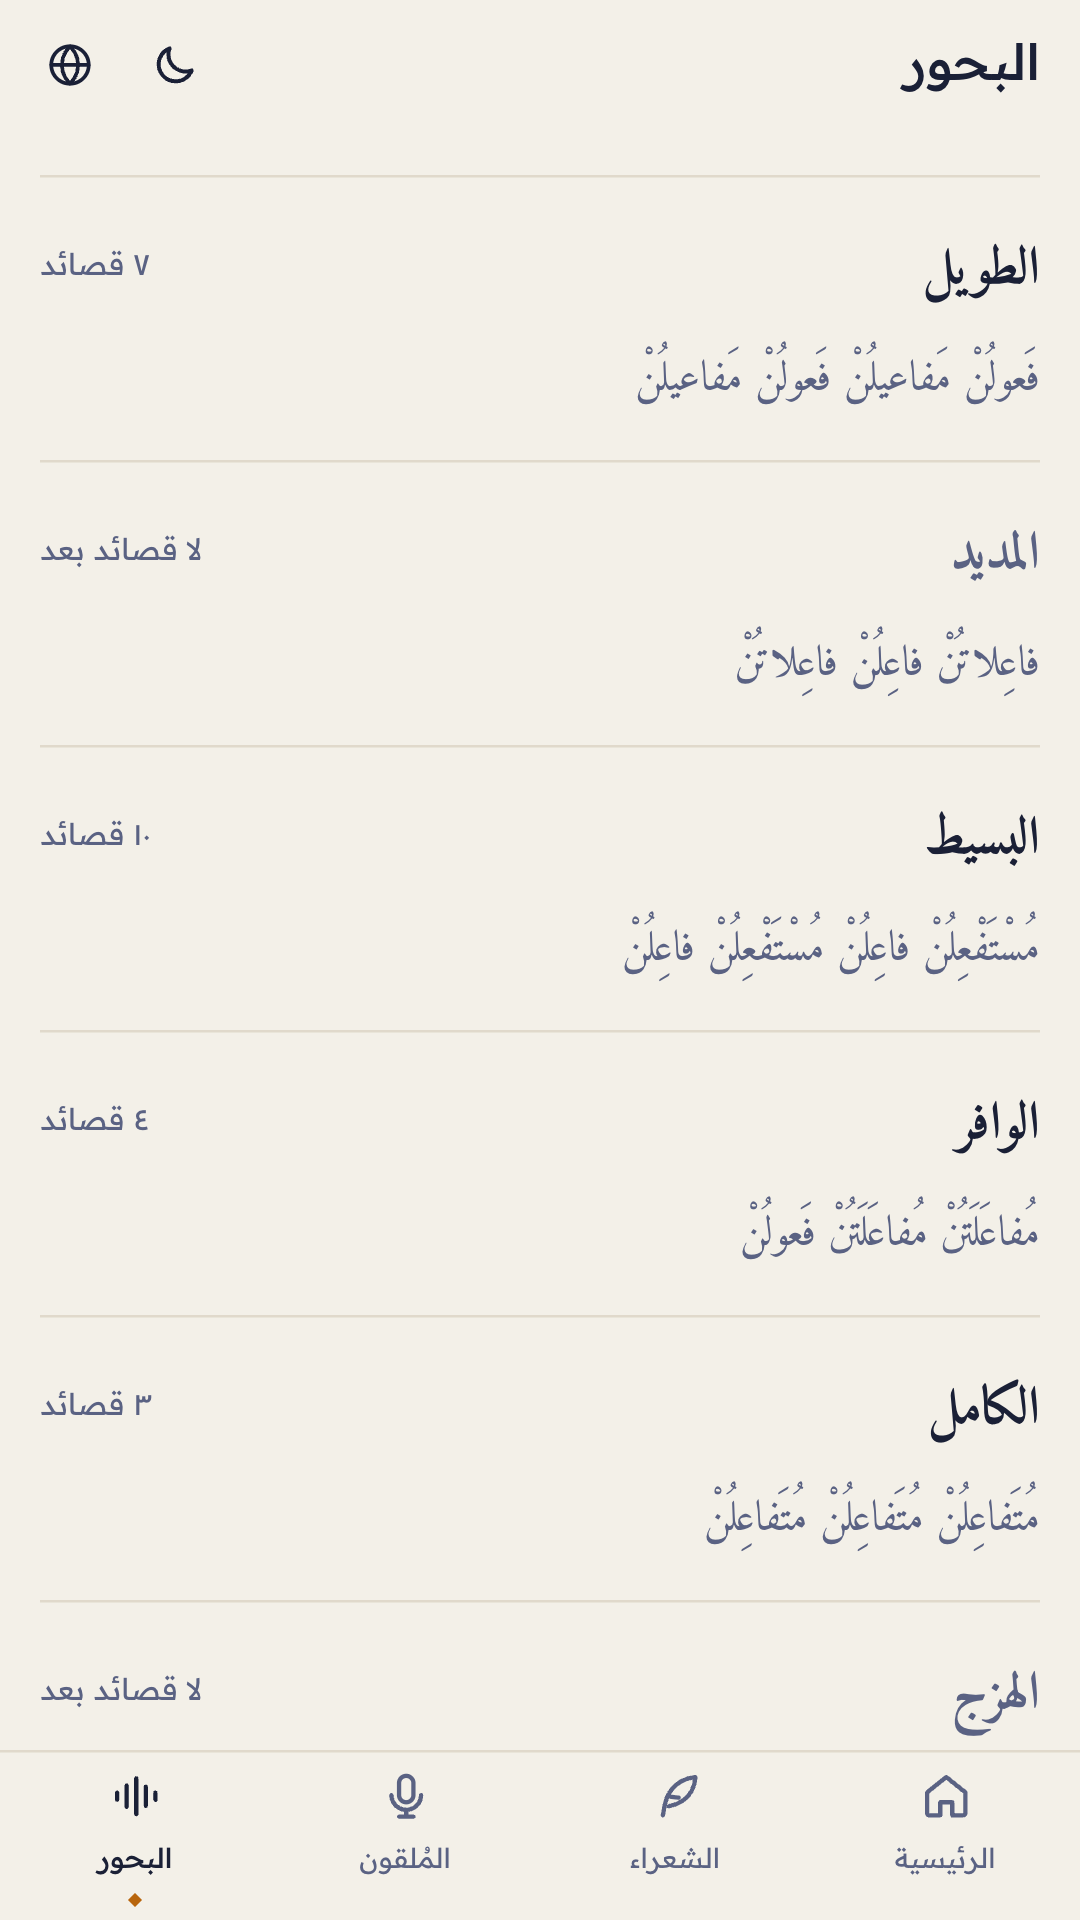 البحور
الطويل
٧ قصائد
فَعولُنْ مَفاعيلُنْ فَعولُنْ مَفاعيلُنْ
المديد
لا قصائد بعد
فاعِلاتُنْ فاعِلُنْ فاعِلاتُنْ
البسيط
١٠ قصائد
مُسْتَفْعِلُنْ فاعِلُنْ مُسْتَفْعِلُنْ فاعِلُنْ
الوافر
٤ قصائد
مُفاعَلَتُنْ مُفاعَلَتُنْ فَعولُنْ
الكامل
٣ قصائد
مُتَفاعِلُنْ مُتَفاعِلُنْ مُتَفاعِلُنْ
الهزج
لا قصائد بعد
الرئيسية
الشعراء
المُلقون
البحور